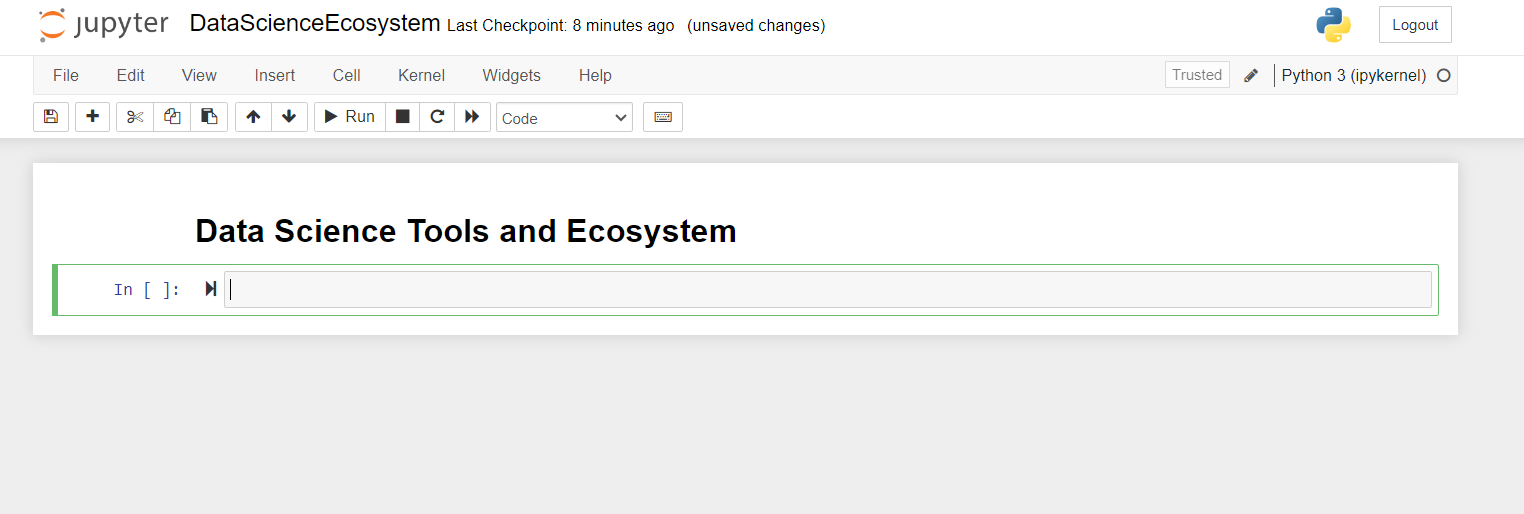 jupyter DataScienceEcosystem Last Checkpoint: 8 minutes ago (unsaved changes) Logout
File Edit View Insert Cell Kernel Widgets Help Trusted Python 3 (ipykernel)
Run Code
Data Science Tools and Ecosystem
In [ ]: